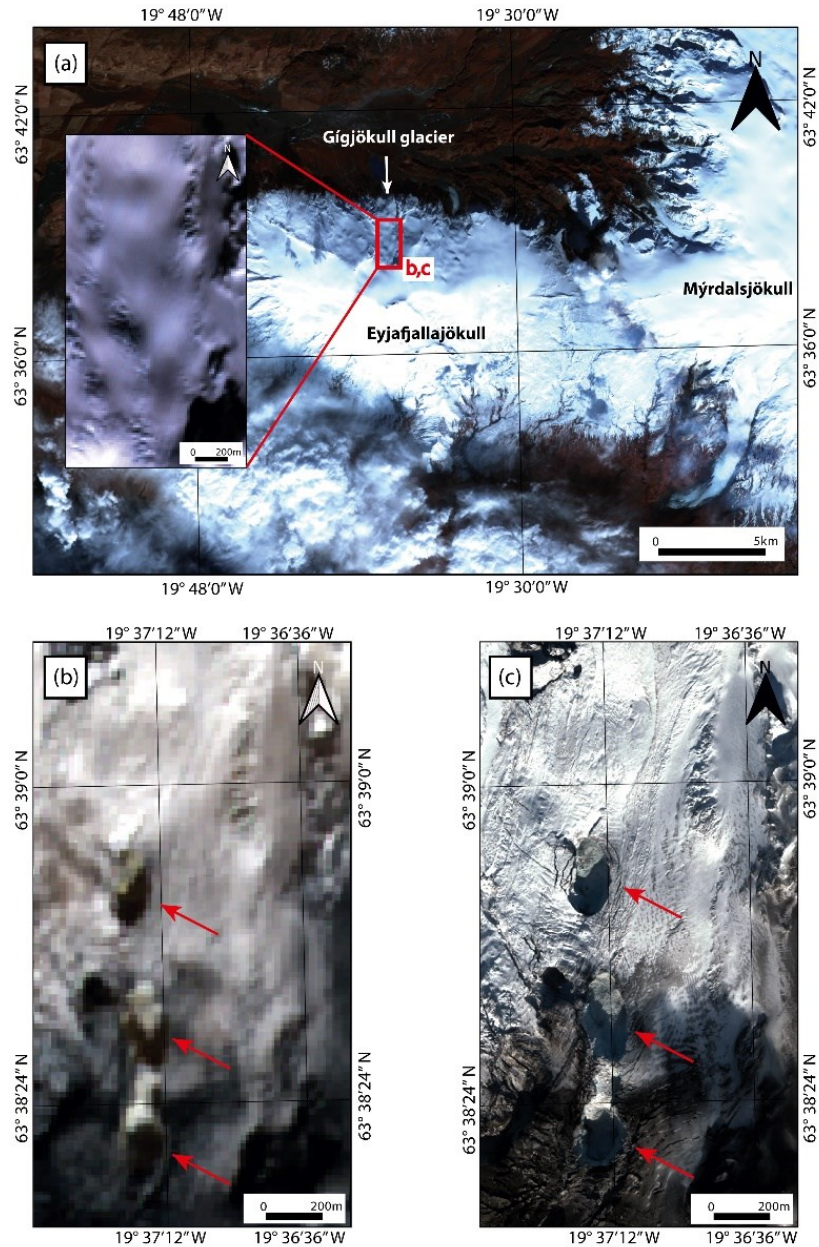 19° 48'0"W 19° 30'0"W
(a)
N
63° 42'0" N
63° 42'0" N
Gígjökull glacier
N
b,c
Mýrdalsjökull
Eyjafjallajökull
63° 36'0" N
63° 36'0" N
0 200m
0 5km
19° 48'0"W 19° 30'0"W
19° 37'12"W 19° 36'36"W
19° 37'12"W 19° 36'36"W
(b)
N
(c)
N
63° 39'0" N
63° 39'0" N
63° 39'0" N
63° 39'0" N
63° 38'24" N
63° 38'24" N
63° 38'24" N
63° 38'24" N
0 200m
0 200m
19° 37'12"W 19° 36'36"W
19° 37'12"W 19° 36'36"W